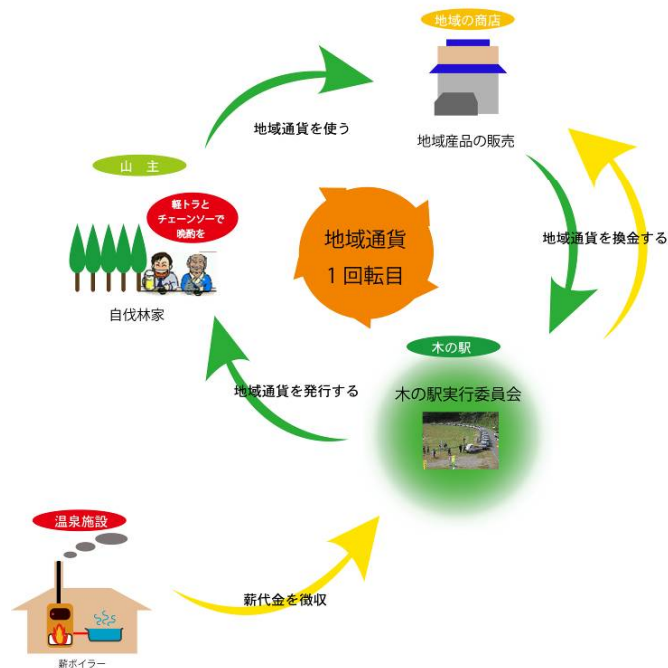 地域の商店
地域産品の販売
地域通貨を使う
山 主
軽トラと
チェーンソーで
晩酌を
自伐林家
地域通貨
1回転目
地域通貨を換金する
木の駅
木の駅実行委員会
地域通貨を発行する
温泉施設
薪代金を徴収
薪ボイラー